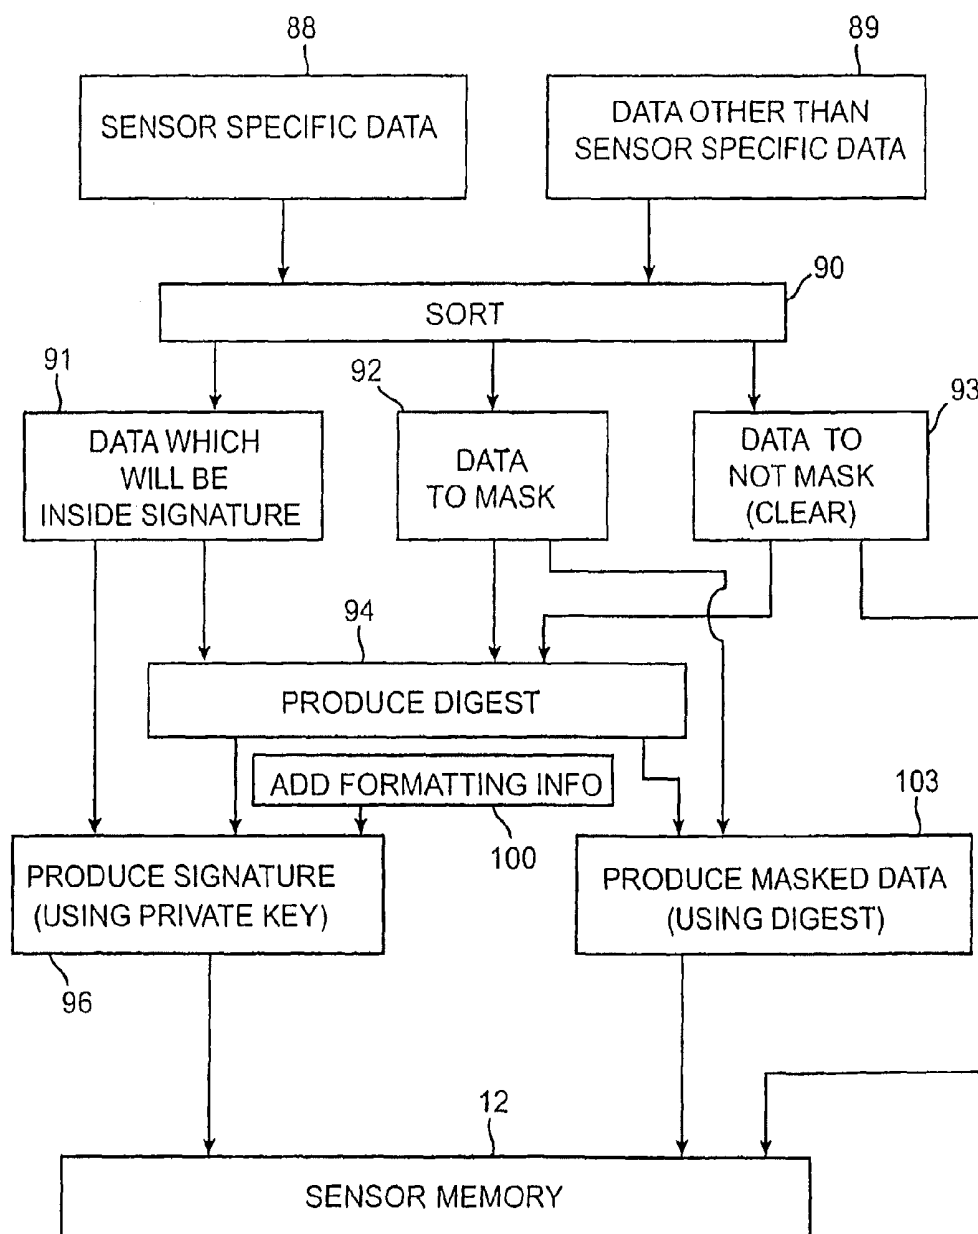 88
89
SENSOR SPECIFIC DATA
DATA OTHER THAN
SENSOR SPECIFIC DATA
90
SORT
91
92
93
DATA WHICH
WILL BE
INSIDE SIGNATURE
DATA
TO MASK
DATA TO
NOT MASK
(CLEAR)
94
PRODUCE DIGEST
ADD FORMATTING INFO
100
103
PRODUCE SIGNATURE
(USING PRIVATE KEY)
PRODUCE MASKED DATA
(USING DIGEST)
96
12
SENSOR MEMORY